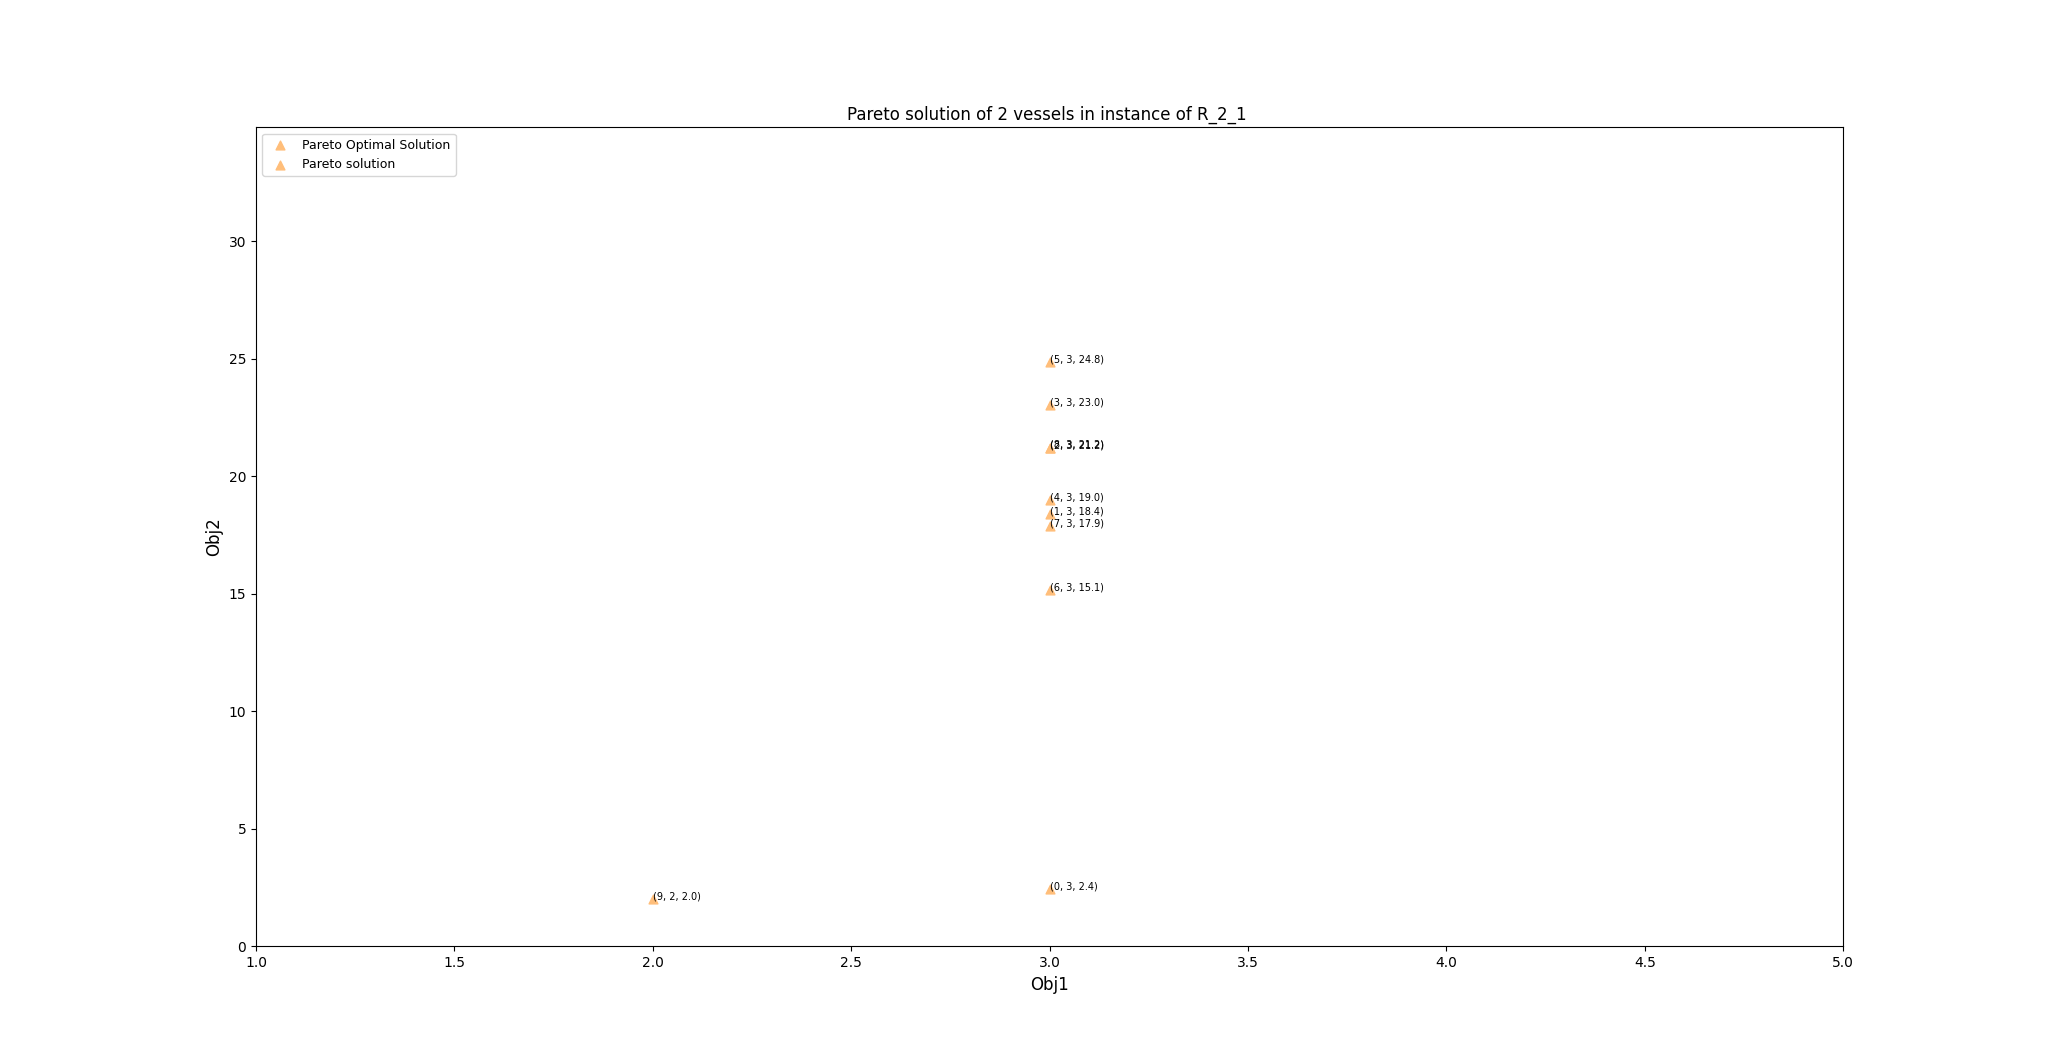 Pareto solution of 2 vessels in instance of R_2_1
Pareto Optimal Solution
Pareto solution
30
25
20
15
10
5
0
Obj2
(5, 3, 24.8)
(3, 3, 23.0)
3, 21.2)
(4, 3, 19.0)
(1, 3, 18.4)
(7, 3, 17.9)
(6, 3, 15.1)
(0, 3, 2.4)
(9, 2, 2.0)
1.0 1.5 2.0 2.5 3.0 3.5 4.0 4.5 5.0
Obj1